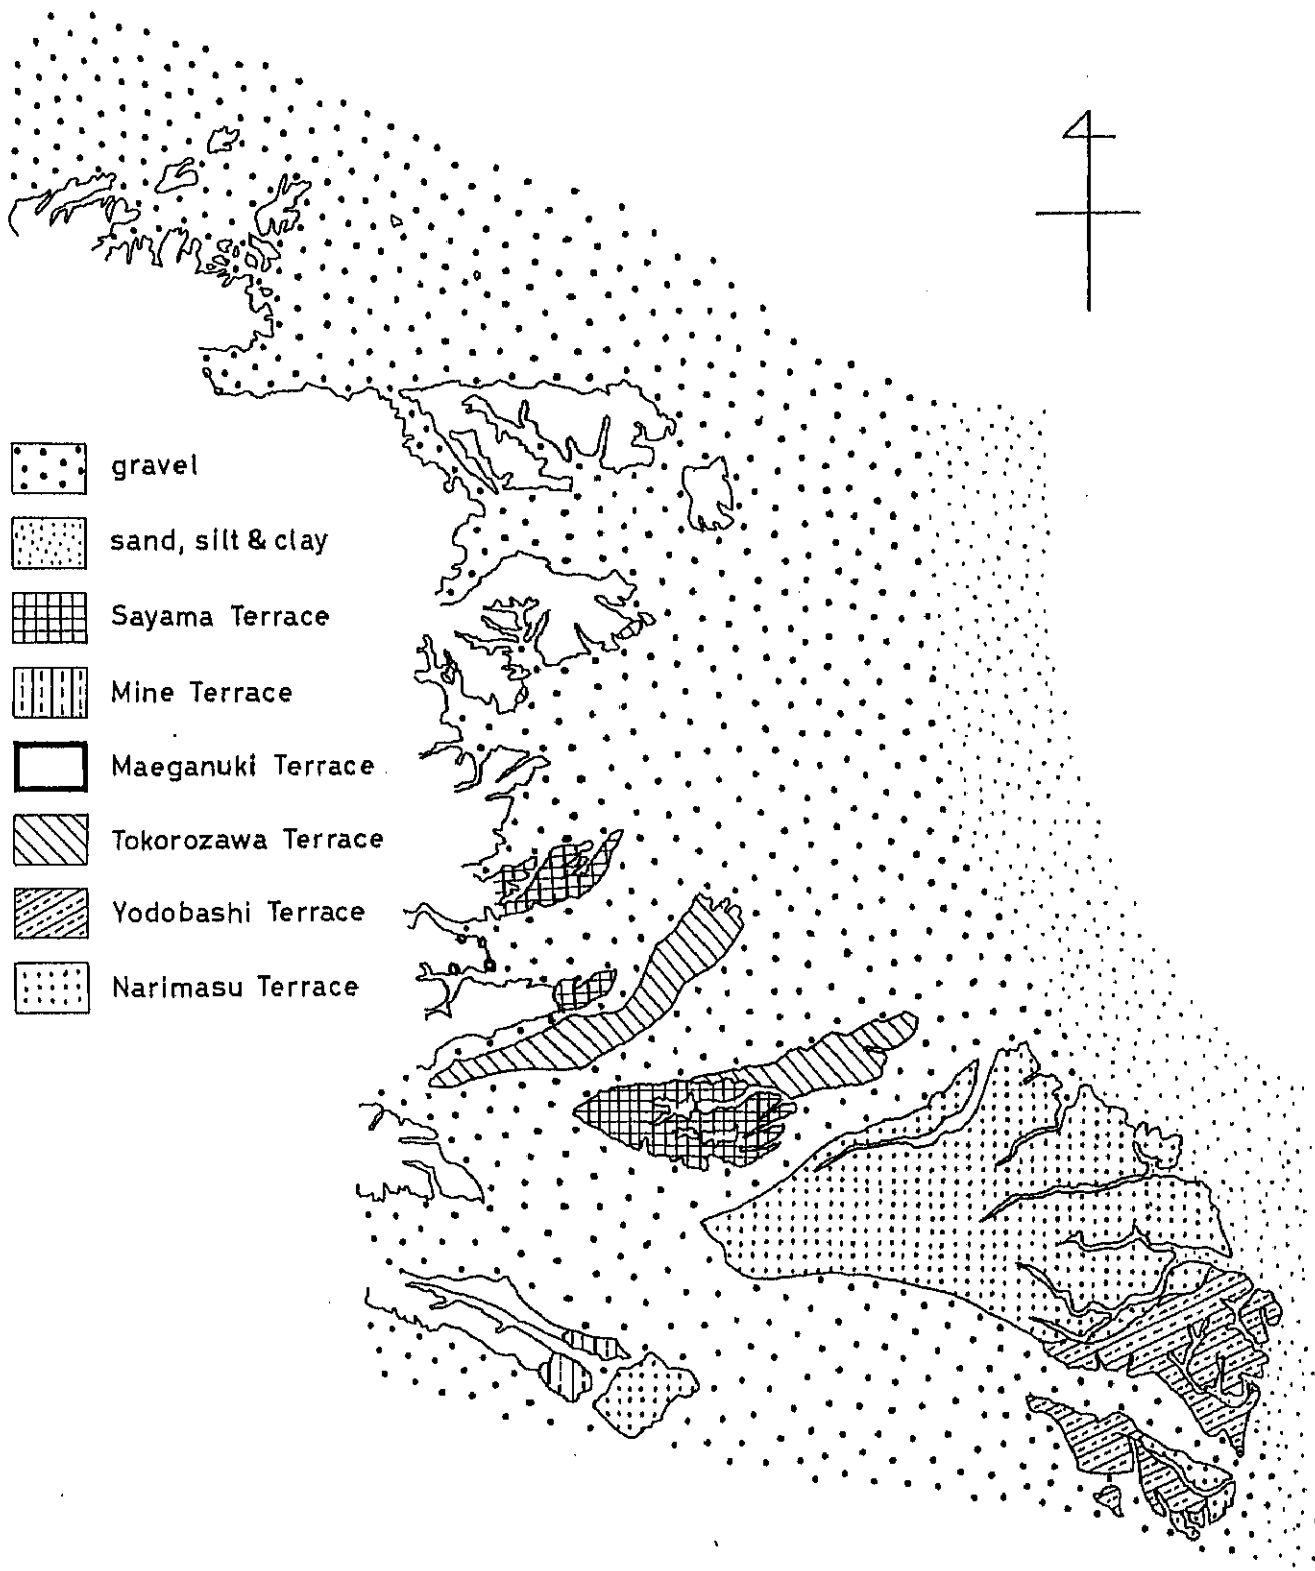 gravel
sand, silt & clay
Sayama Terrace
Mine Terrace
Maeganuki Terrace
Tokorozawa Terrace
Yodobashi Terrace
Narimasu Terrace